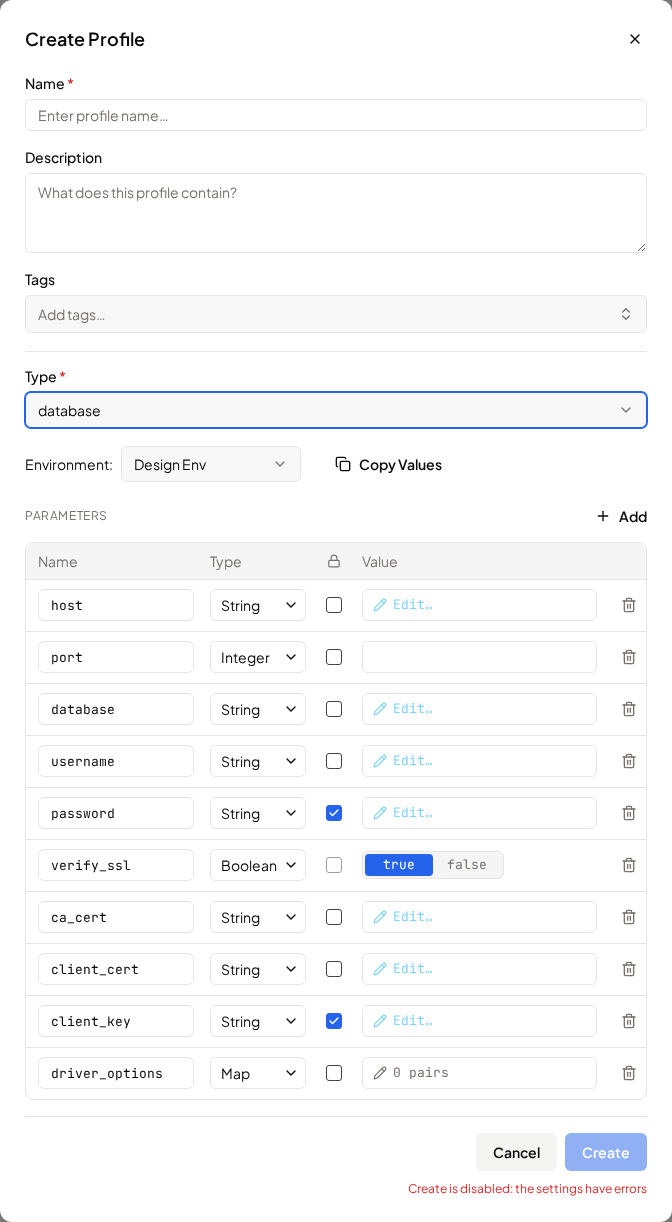 Create Profile
Name *
Enter profile name...
Description
What does this profile contain?
Tags
Add tags...
Type *
database
Environment: Design Env Copy Values
PARAMETERS Add
Name Type Value
host String Edit…
port Integer
database String Edit…
username String Edit…
password String Edit…
verify_ssl Boolean true false
ca_cert String Edit…
client_cert String Edit…
client_key String Edit…
driver_options Map 0 pairs
Cancel Create
Create is disabled: the settings have errors